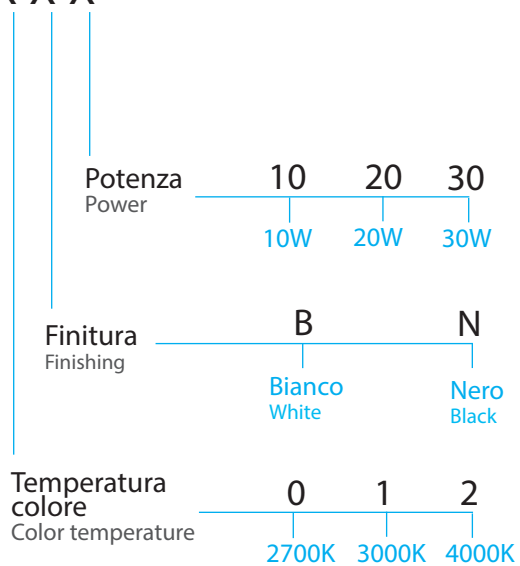 Potenza 10 20 30
Power
10W 20W 30W
Finitura B N
Finishing
Bianco Nero
White Black
Temperatura
colore 0 1 2
Color temperature
2700K 3000K 4000K